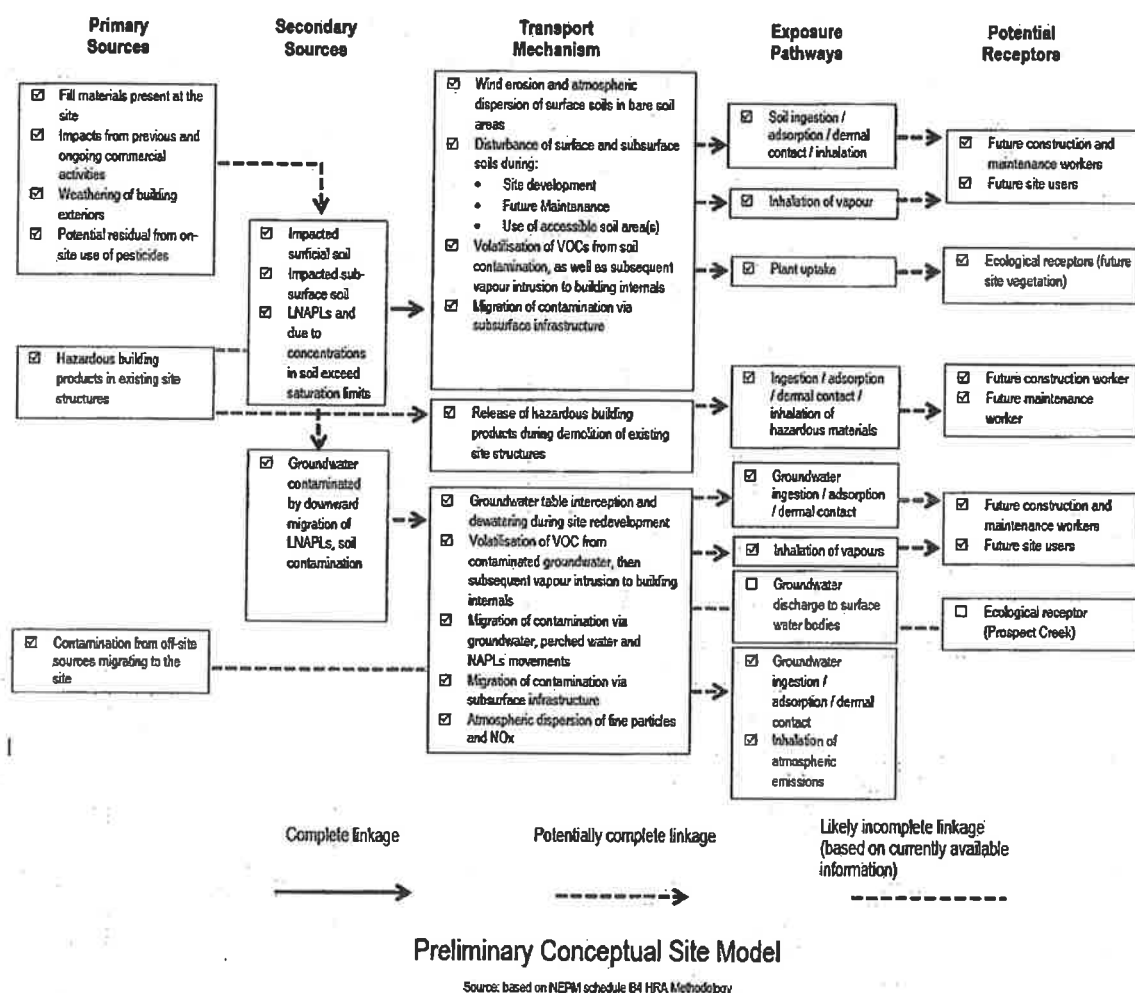 Primary
Sources
Secondary
Sources
Transport
Mechanism
Exposure
Pathways
Potential
Receptors
Fill materials present at the
site
Impacts from previous and
ongoing commercial
activities
Weathering of building
exteriors
Potential residual from on-
site use of pesticides
Hazardous building
products in existing site
structures
Contamination from off-site
sources migrating to the
site
Impacted
surficial soil
Impacted sub-
surface soil
LNAPLs and
due to
concentrations
in soil exceed
saturation limits
Groundwater
contaminated
by downward
migration of
LNAPLs, soil
contamination
Wind erosion and atmospheric
dispersion of surface soils in bare soil
areas
Disturbance of surface and subsurface
soils during:
• Site development
• Future Maintenance
• Use of accessible soil area(s)
Volatilisation of VOCs from soil
contamination, as well as subsequent
vapour intrusion to building internals
Migration of contamination via
subsurface infrastructure
Release of hazardous building
products during demolition of existing
site structures
Groundwater table interception and
dewatering during site redevelopment
Volatilisation of VOC from
contaminated groundwater, then
subsequent vapour intrusion to building
internals
Migration of contamination via
groundwater, perched water and
NAPLs movements
Migration of contamination via
subsurface infrastructure
Atmospheric dispersion of fine particles
and NOx
Soil ingestion /
adsorption / dermal
contact / inhalation
Inhalation of vapour
Plant uptake
Ingestion / adsorption
/ dermal contact /
inhalation of
hazardous materials
Groundwater
ingestion / adsorption
/ dermal contact
Inhalation of vapours
Groundwater
discharge to surface
water bodies
Groundwater
ingestion /
adsorption / dermal
contact
Inhalation of
atmospheric
emissions
Future construction and
maintenance workers
Future site users
Ecological receptors (future
site vegetation)
Future construction worker
Future maintenance
worker
Future construction and
maintenance workers
Future site users
Ecological receptor
(Prospect Creek)
Complete linkage
Potentially complete linkage
Likely incomplete linkage
(based on currently available
information)
Preliminary Conceptual Site Model
Source: based on NEPM schedule B4 HRA Methodology